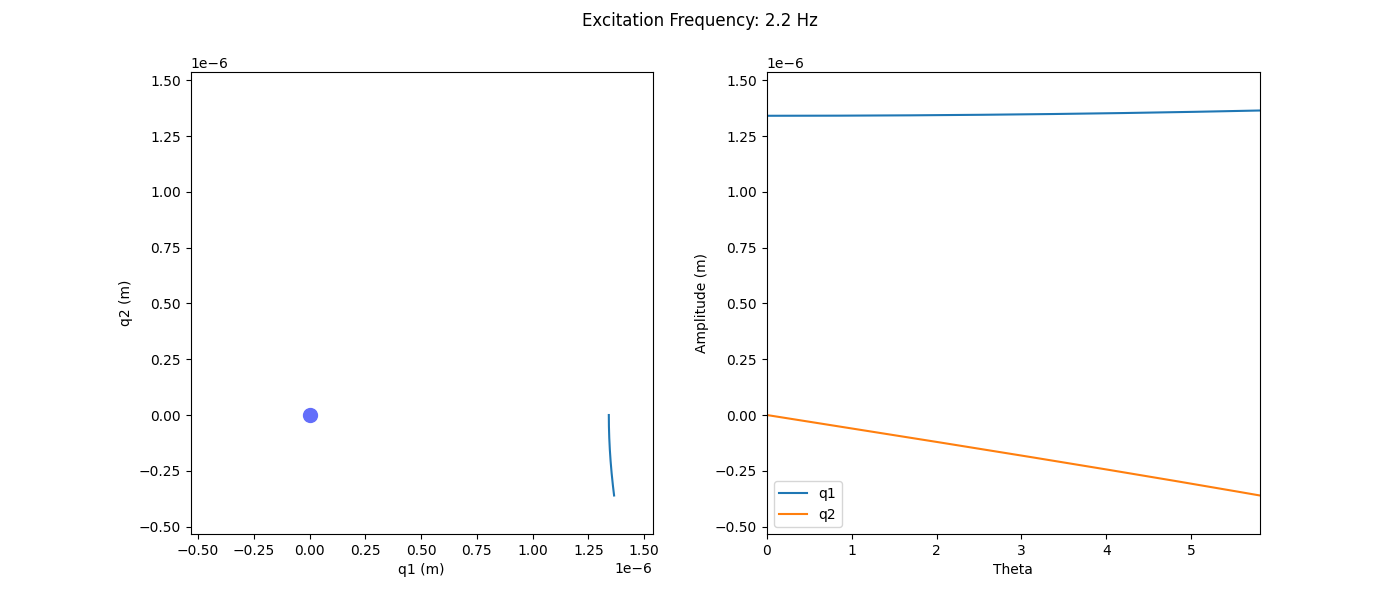 Excitation Frequency: 2.2 Hz
1e−6
1.50
1.25
1.00
0.75
0.50
0.25
0.00
−0.25
−0.50
q2 (m)
−0.50 −0.25 0.00 0.25 0.50 0.75 1.00 1.25 1.50
q1 (m)
1e−6
1e−6
1.50
1.25
1.00
0.75
0.50
0.25
0.00
−0.25
−0.50
Amplitude (m)
q1
q2
0 1 2 3 4 5
Theta